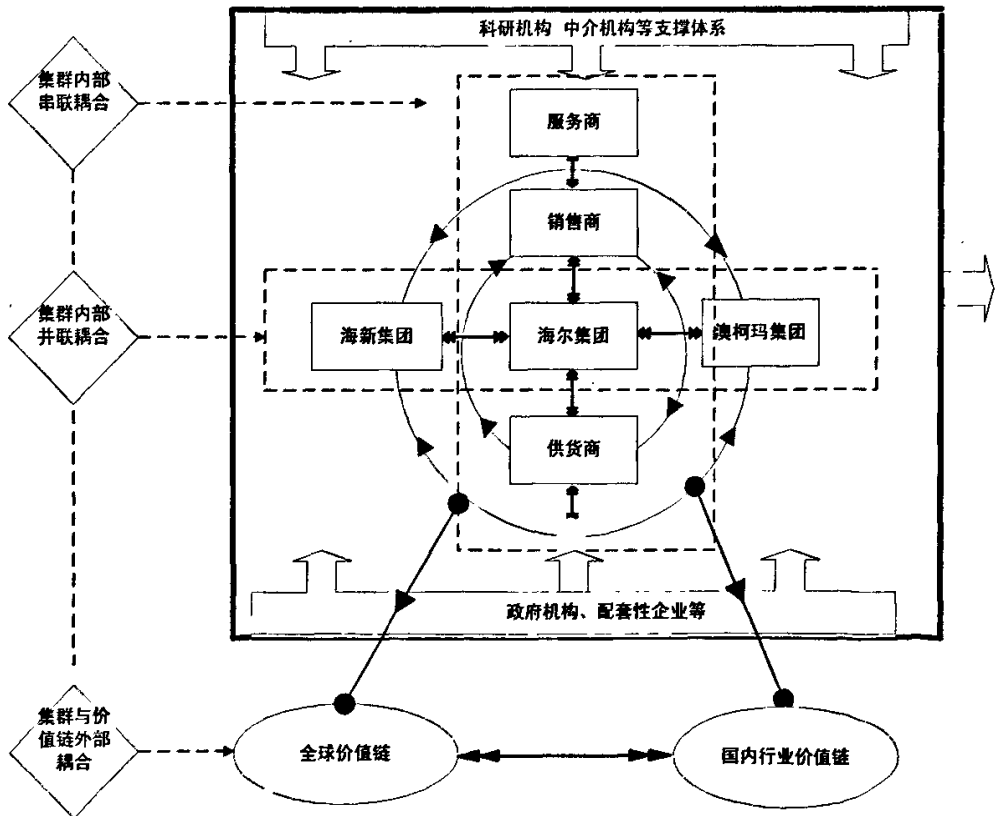 科研机构 中介机构等支撑体系
集群内部
串联耦合
服务商
销售商
集群内部
并联耦合
海新集团
海尔集团
澳柯玛集团
供货商
政府机构、配套性企业等
集群与价
值链外部
耦合
全球价值链
国内行业价值链